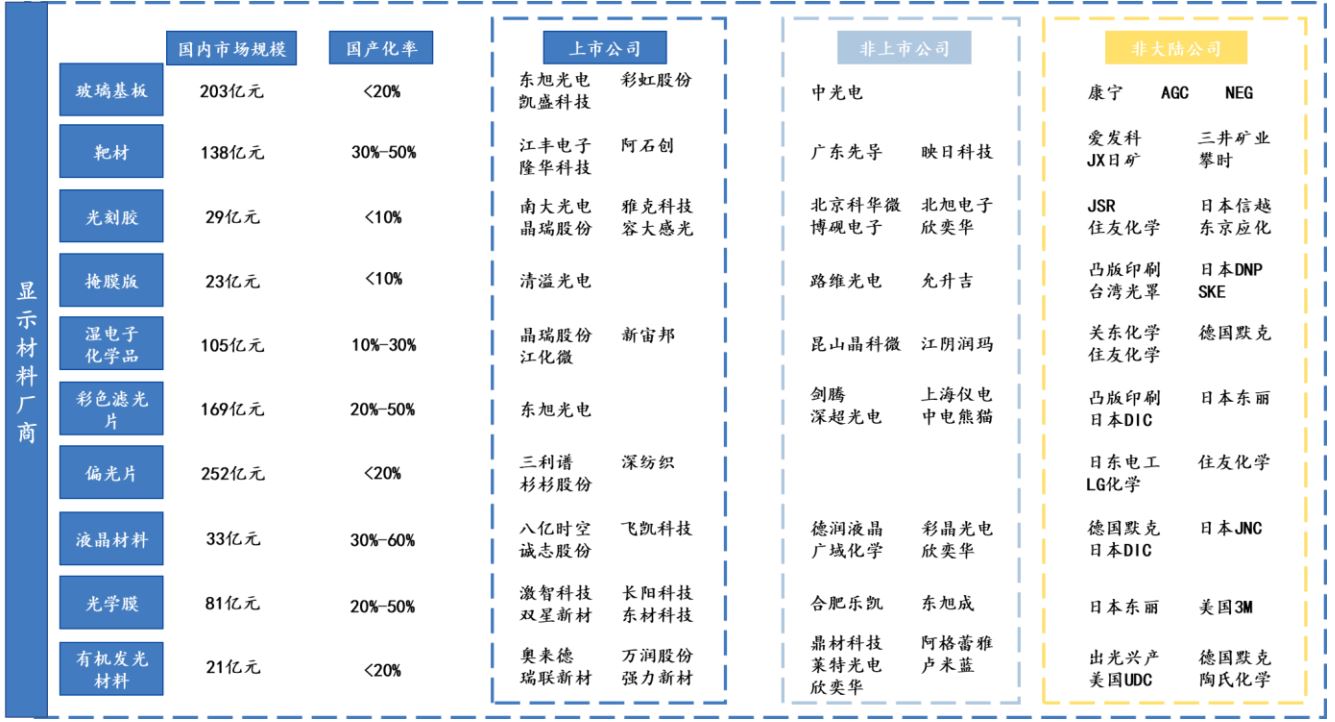 显示材料厂商
国内市场规模 国产化率 上市公司 非上市公司 非大陆公司
玻璃基板 203亿元 <20% 东旭光电 彩虹股份 中光电 康宁 AGC NEG
凯盛科技
靶材 138亿元 30%-50% 江丰电子 阿石创 广东先导 映日科技 爱发科 三井矿业
隆华科技 JX日矿 攀时
光刻胶 29亿元 <10% 南大光电 雅克科技 北京科华微 北旭电子 JSR 日本信越
晶瑞股份 容大感光 博砚电子 欣奕华 住友化学 东京应化
掩膜版 23亿元 <10% 清溢光电 路维光电 允升吉 凸版印刷 日本DNP
台湾光罩 SKE
湿电子 105亿元 10%-30% 晶瑞股份 新宙邦 昆山晶科微 江阴润玛 关东化学 德国默克
化学品 江化微 住友化学
彩色滤光 169亿元 20%-50% 东旭光电 剑腾 上海仪电 凸版印刷 日本东丽
片 深超光电 中电熊猫 日本DIC
偏光片 252亿元 <20% 三利谱 深纺织 日东电工 住友化学
杉杉股份 LG化学
液晶材料 33亿元 30%-60% 八亿时空 飞凯科技 德润液晶 彩晶光电 德国默克 日本JNC
诚志股份 广域化学 欣奕华 日本DIC
光学膜 81亿元 20%-50% 激智科技 长阳科技 合肥乐凯 东旭成 日本东丽 美国3M
双星新材 东材科技
有机发光 21亿元 <20% 奥来德 万润股份 鼎材科技 阿格蕾雅 出光兴产 德国默克
材料 瑞联新材 强力新材 莱特光电 卢米蓝 美国UDC 陶氏化学
欣奕华